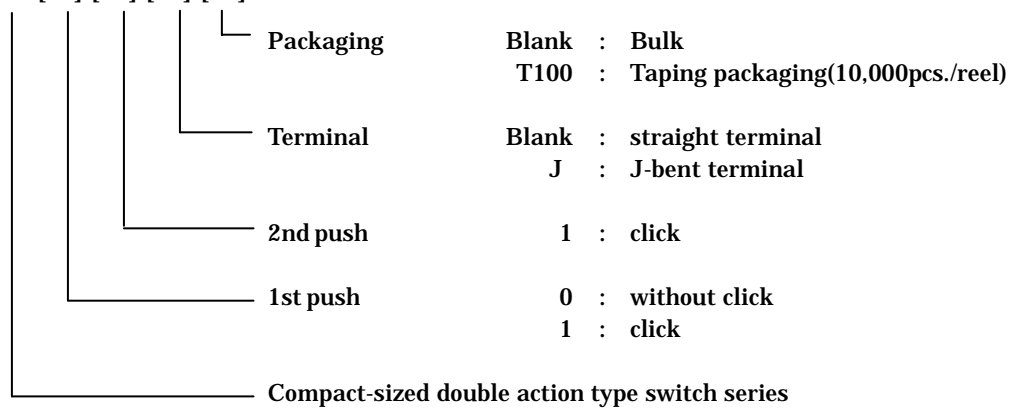 Packaging Blank : Bulk
T100 : Taping packaging(10,000pcs./reel)
Terminal Blank : straight terminal
J : J-bent terminal
2nd push 1 : click
1st push 0 : without click
1 : click
Compact-sized double action type switch series